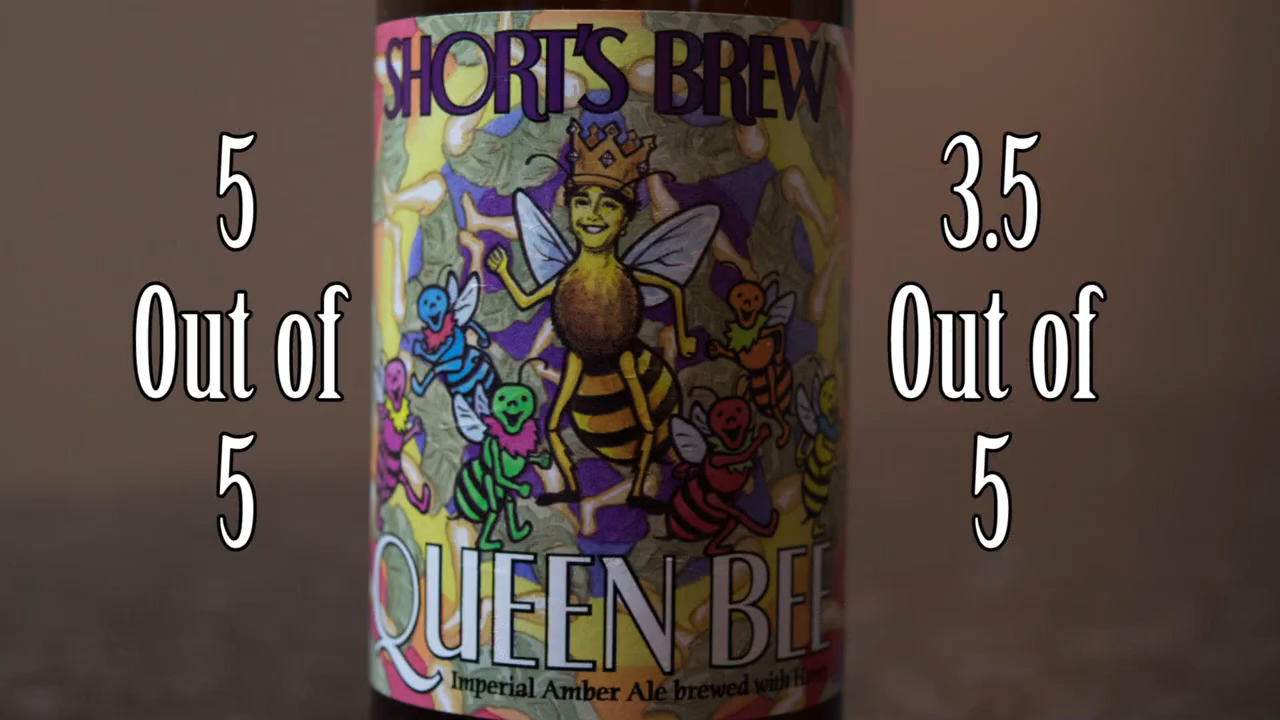 SHORT'S BREW
5
Out of
5
3.5
Out of
5
QUEEN BEE
Imperial Amber Ale brewed with